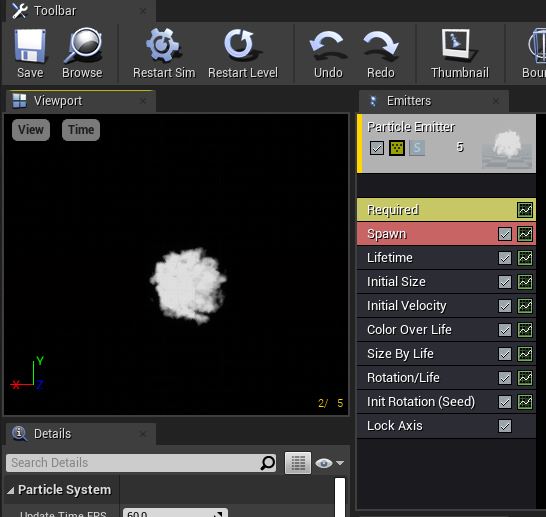 Toolbar
Save
Browse
Restart Sim
Restart Level
Undo
Redo
Thumbnail
Viewport
View
Time
X
Y
Z
2/ 5
Emitters
Particle Emitter
S
5
Required
Spawn
Lifetime
Initial Size
Initial Velocity
Color Over Life
Size By Life
Rotation/Life
Init Rotation (Seed)
Lock Axis
Details
Search Details
Particle System
Update Time FPS
60.0